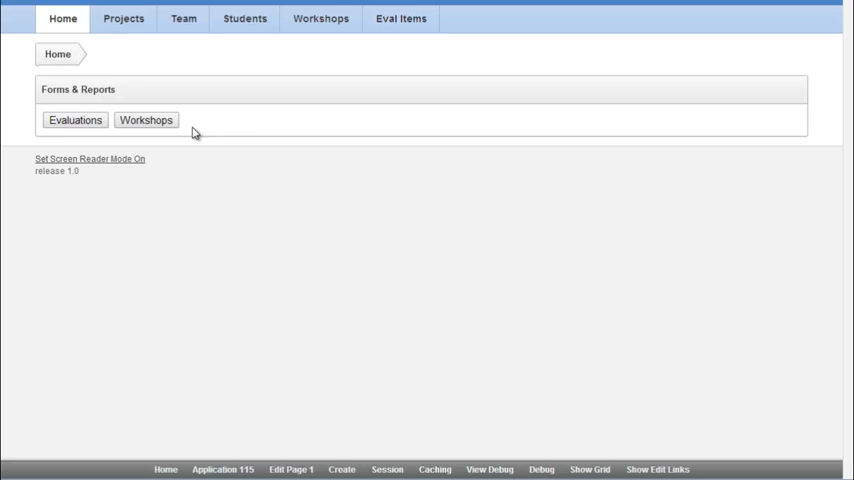 Home Projects Team Students Workshops Eval Items
Home
Forms & Reports
Evaluations Workshops
Set Screen Reader Mode On
release 1.0
Home Application 115 Edit Page 1 Create Session Caching View Debug Debug Show Grid Show Edit Links